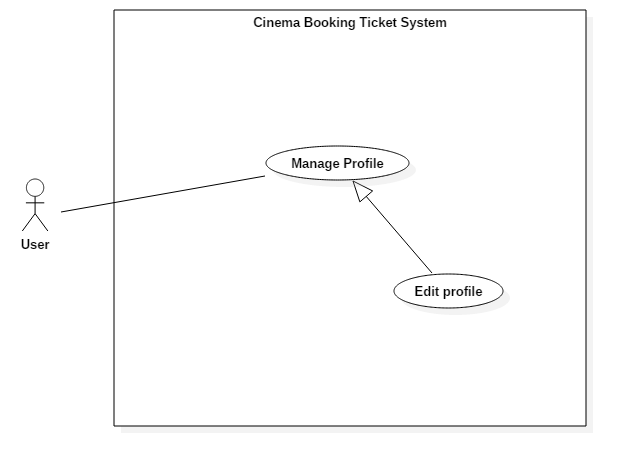 Cinema Booking Ticket System
Manage Profile
User
Edit profile